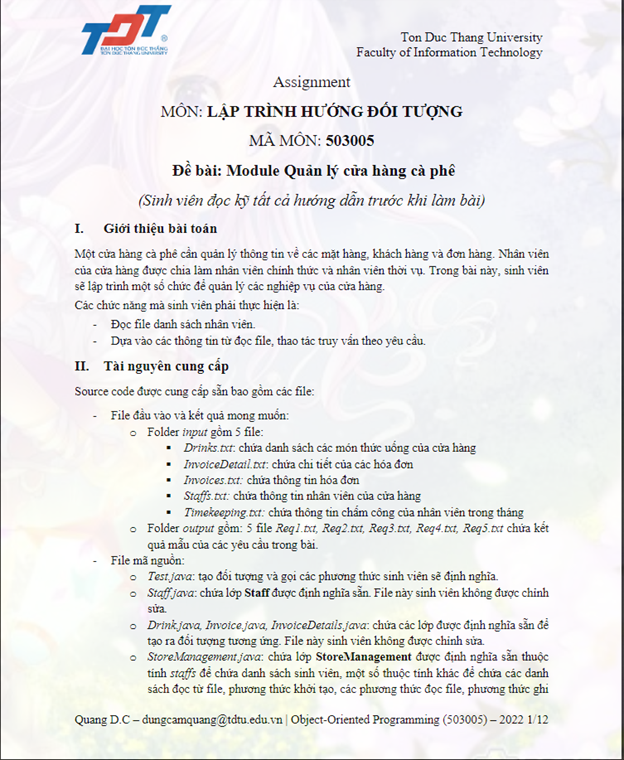 TDT
ĐẠI HỌC TÔN ĐỨC THẮNG
TON DUC THANG UNIVERSITY
Ton Duc Thang University
Faculty of Information Technology
Assignment
MÔN: LẬP TRÌNH HƯỚNG ĐỐI TƯỢNG
MÃ MÔN: 503005
Đề bài: Module Quản lý cửa hàng cà phê
(Sinh viên đọc kỹ tất cả hướng dẫn trước khi làm bài)
I. Giới thiệu bài toán
Một cửa hàng cà phê cần quản lý thông tin về các mặt hàng, khách hàng và đơn hàng. Nhân viên
của cửa hàng được chia làm nhân viên chính thức và nhân viên thời vụ. Trong bài này, sinh viên
sẽ lập trình một số chức để quản lý các nghiệp vụ của cửa hàng.
Các chức năng mà sinh viên phải thực hiện là:
- Đọc file danh sách nhân viên.
- Dựa vào các thông tin từ đọc file, thao tác truy vấn theo yêu cầu.
II. Tài nguyên cung cấp
Source code được cung cấp sẵn bao gồm các file:
- File đầu vào và kết quả mong muốn:
o Folder input gồm 5 file:
▪ Drinks.txt: chứa danh sách các món thức uống của cửa hàng
▪ InvoiceDetail.txt: chứa chi tiết của các hóa đơn
▪ Invoices.txt: chứa thông tin hóa đơn
▪ Staffs.txt: chứa thông tin nhân viên của cửa hàng
▪ Timekeeping.txt: chứa thông tin chấm công của nhân viên trong tháng
o Folder output gồm: 5 file Req1.txt, Req2.txt, Req3.txt, Req4.txt, Req5.txt chứa kết
quả mẫu của các yêu cầu trong bài.
- File mã nguồn:
o Test.java: tạo đối tượng và gọi các phương thức sinh viên sẽ định nghĩa.
o Staff.java: chứa lớp Staff được định nghĩa sẵn. File này sinh viên không được chỉnh
sửa.
o Drink.java, Invoice.java, InvoiceDetails.java: chứa các lớp được định nghĩa sẵn để
tạo ra đối tượng tương ứng. File này sinh viên không được chỉnh sửa.
o StoreManagement.java: chứa lớp StoreManagement được định nghĩa sẵn thuộc
tính staffs để chứa danh sách sinh viên, một số thuộc tính khác để chứa các danh
sách đọc từ file, phương thức khởi tạo, các phương thức đọc file, phương thức ghi
Quang D.C – dungcamquang@tdtu.edu.vn | Object-Oriented Programming (503005) – 2022 1/12